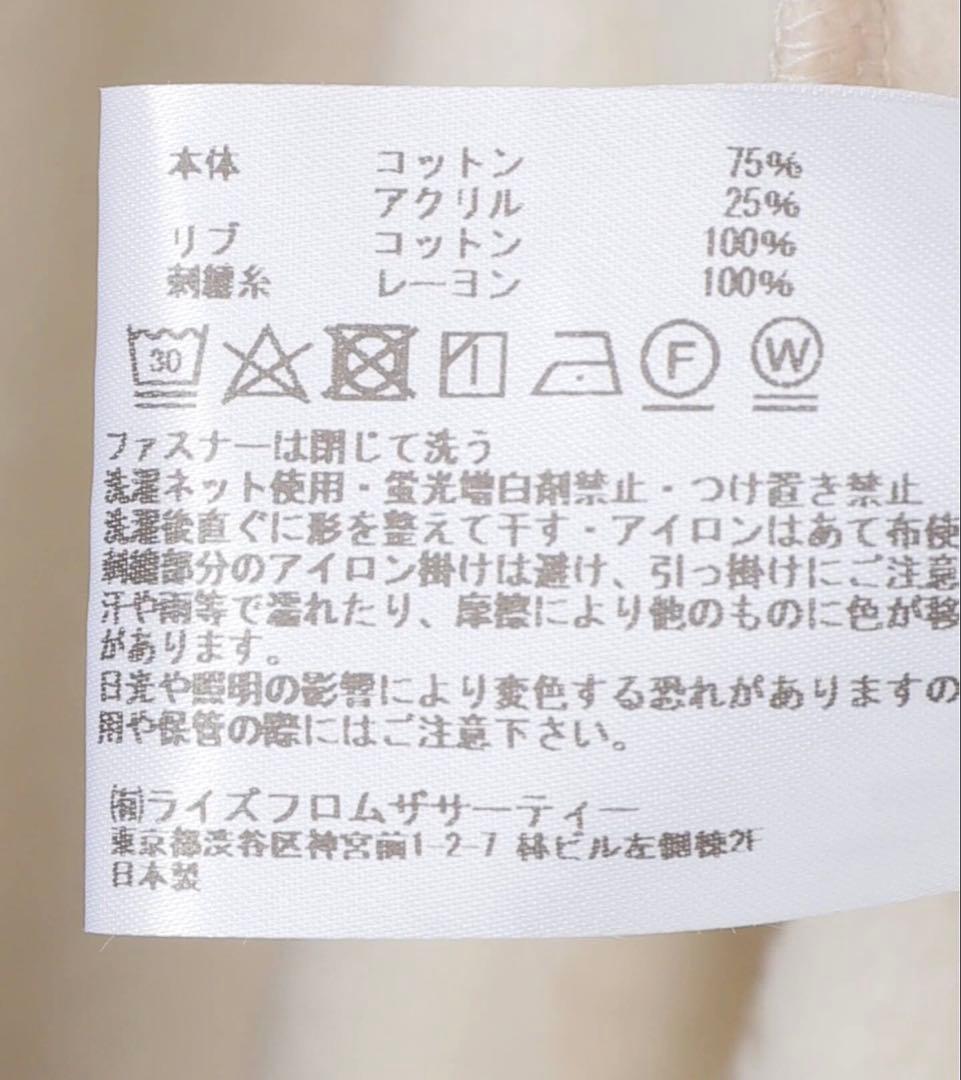 本体 コットン 75%
アクリル 25%
リブ コットン 100%
刺繍糸 レーヨン 100%
30 F W
ファスナーは閉じて洗う
洗濯ネット使用・蛍光増白剤禁止・つけ置き禁止
洗濯後直ぐに形を整えて干す・アイロンはあて布使
刺繍部分のアイロン掛けは避け、引っ掛けにご注意
汗や雨等で濡れたり、摩擦により他のものに色が移
があります。
日光や照明の影響により変色する恐れがありますの
用や保管の際にはご注意下さい。
㈲ライズフロムザサーティー
東京都渋谷区神宮前1-2-7 林ビル左側棟2F
日本製